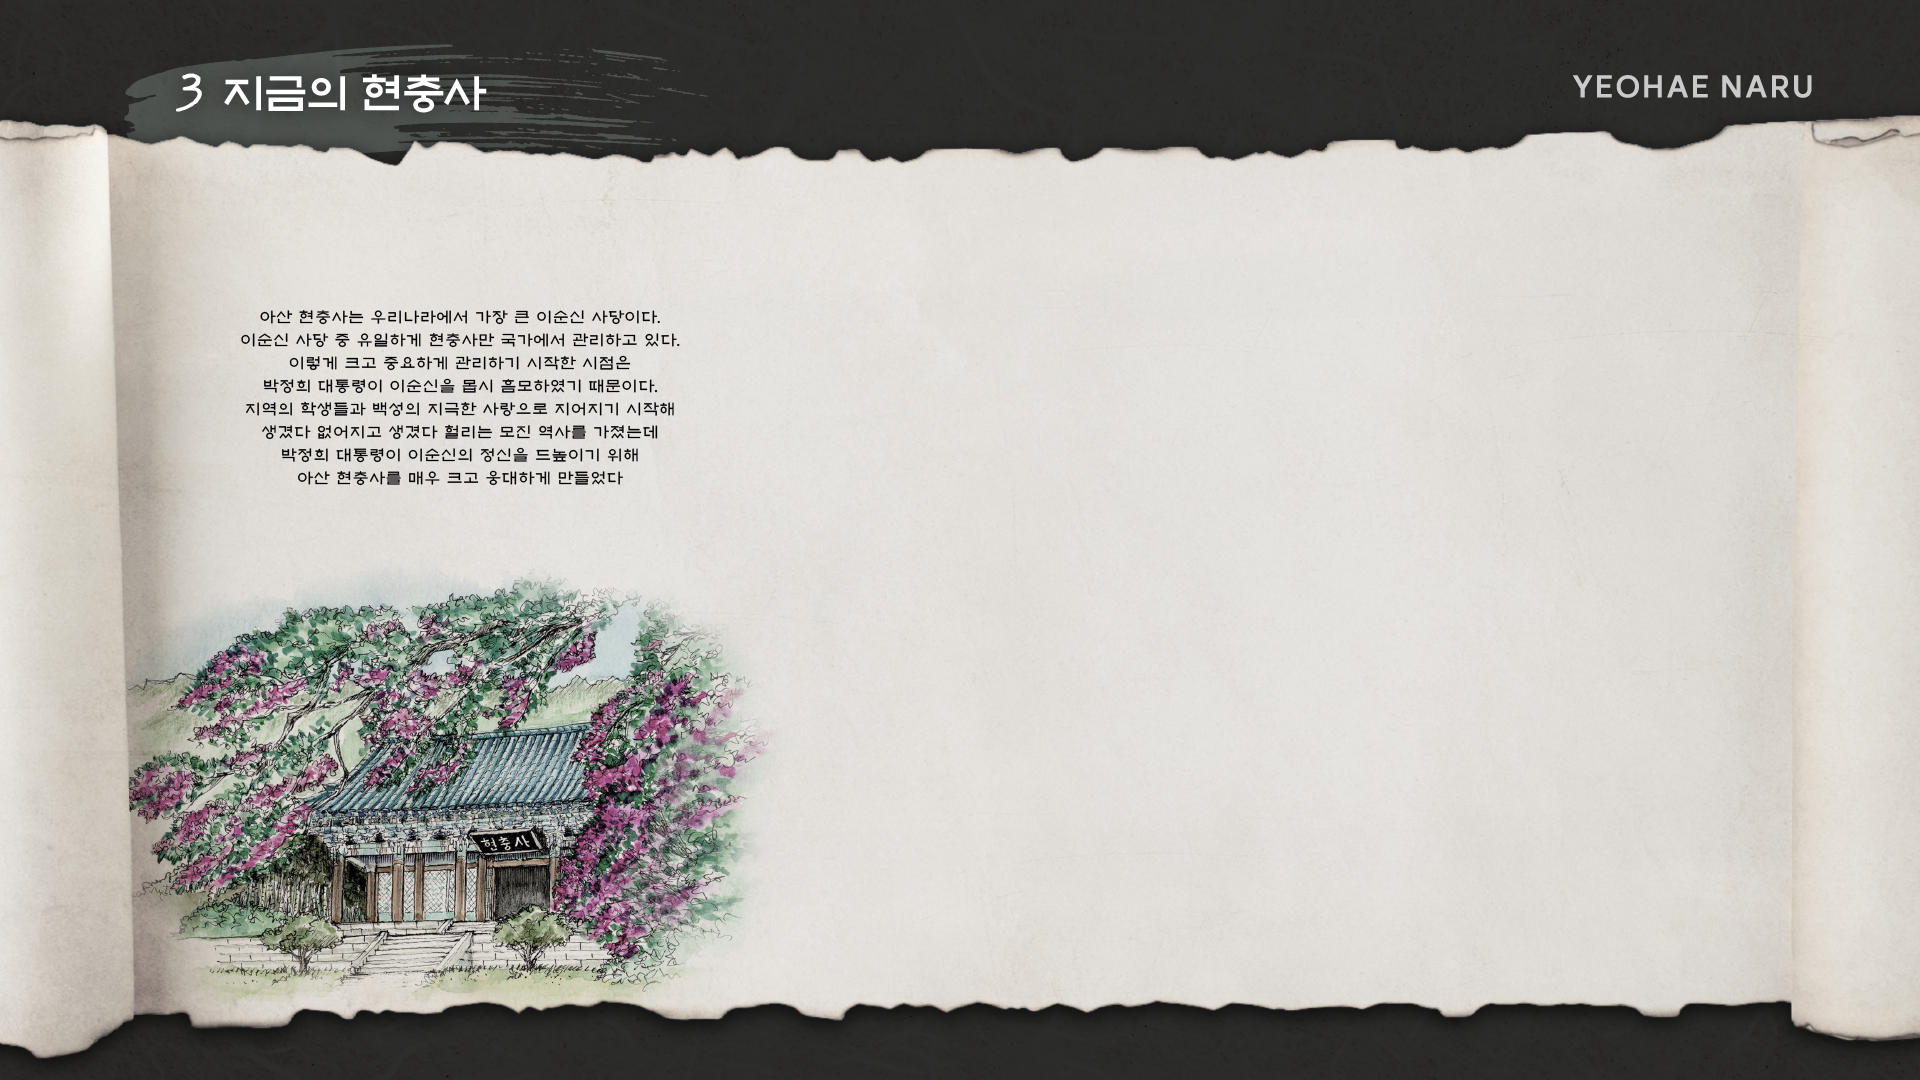 3 지금의 현충사
YEOHAE NARU
아산 현충사는 우리나라에서 가장 큰 이순신 사당이다.
이순신 사당 중 유일하게 현충사만 국가에서 관리하고 있다.
이렇게 크고 중요하게 관리하기 시작한 시점은
박정희 대통령이 이순신을 몹시 흠모하였기 때문이다.
지역의 학생들과 백성의 지극한 사랑으로 지어지기 시작해
생겼다 없어지고 생겼다 헐리는 모진 역사를 가졌는데
박정희 대통령이 이순신의 정신을 드높이기 위해
아산 현충사를 매우 크고 웅대하게 만들었다
현충사